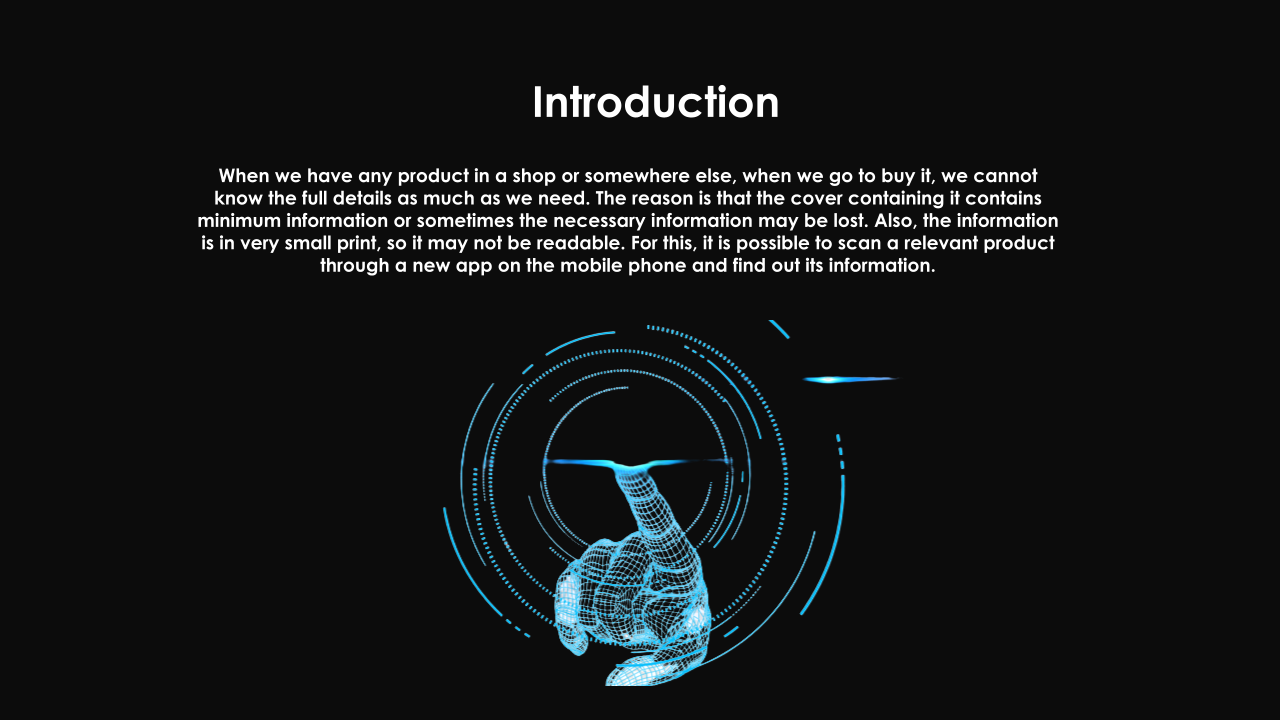 Introduction
When we have any product in a shop or somewhere else, when we go to buy it, we cannot
know the full details as much as we need. The reason is that the cover containing it contains
minimum information or sometimes the necessary information may be lost. Also, the information
is in very small print, so it may not be readable. For this, it is possible to scan a relevant product
through a new app on the mobile phone and find out its information.